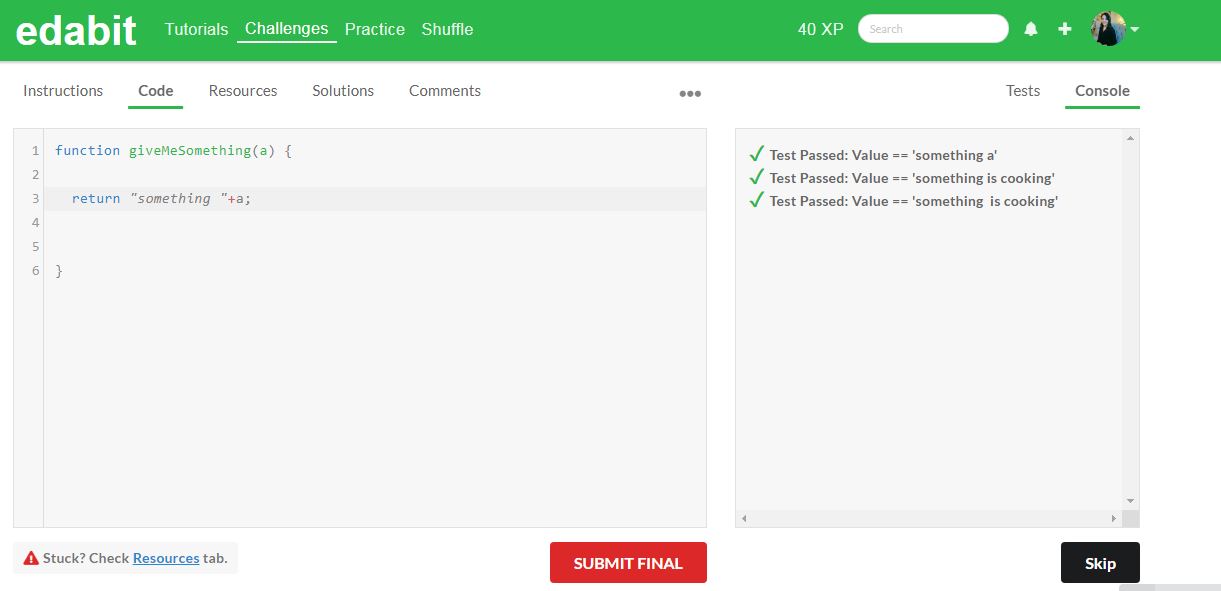 edabit Tutorials Challenges Practice Shuffle 40 XP Search
Instructions Code Resources Solutions Comments ••• Tests Console
1 function giveMeSomething(a) {
2
3 return "something "+a;
4
5
6 }
✓ Test Passed: Value == 'something a'
✓ Test Passed: Value == 'something is cooking'
✓ Test Passed: Value == 'something  is cooking'
Stuck? Check Resources tab. SUBMIT FINAL Skip